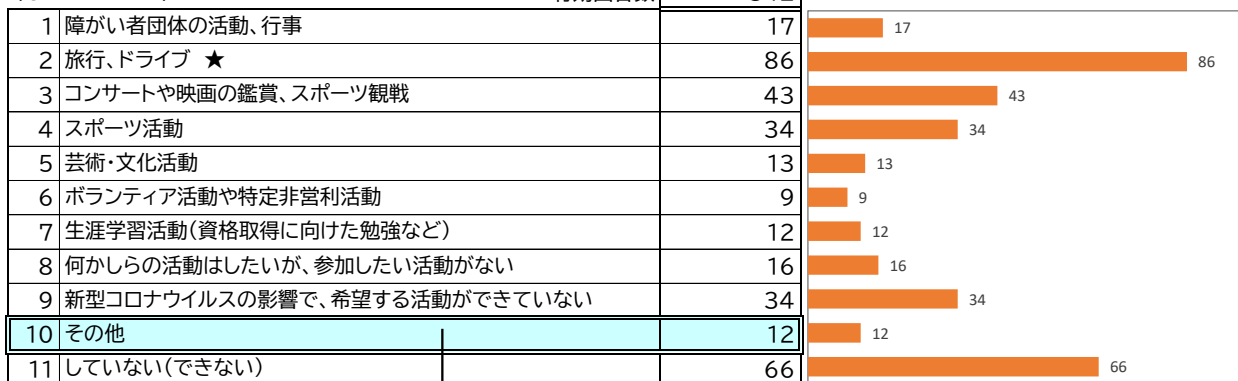 1 障がい者団体の活動、行事 17 17
2 旅行、ドライブ ★ 86 86
3 コンサートや映画の鑑賞、スポーツ観戦 43 43
4 スポーツ活動 34 34
5 芸術・文化活動 13 13
6 ボランティア活動や特定非営利活動 9 9
7 生涯学習活動(資格取得に向けた勉強など) 12 12
8 何かしらの活動はしたいが、参加したい活動がない 16 16
9 新型コロナウイルスの影響で、希望する活動ができていない 34 34
10 その他 12 12
11 していない(できない) 66 66